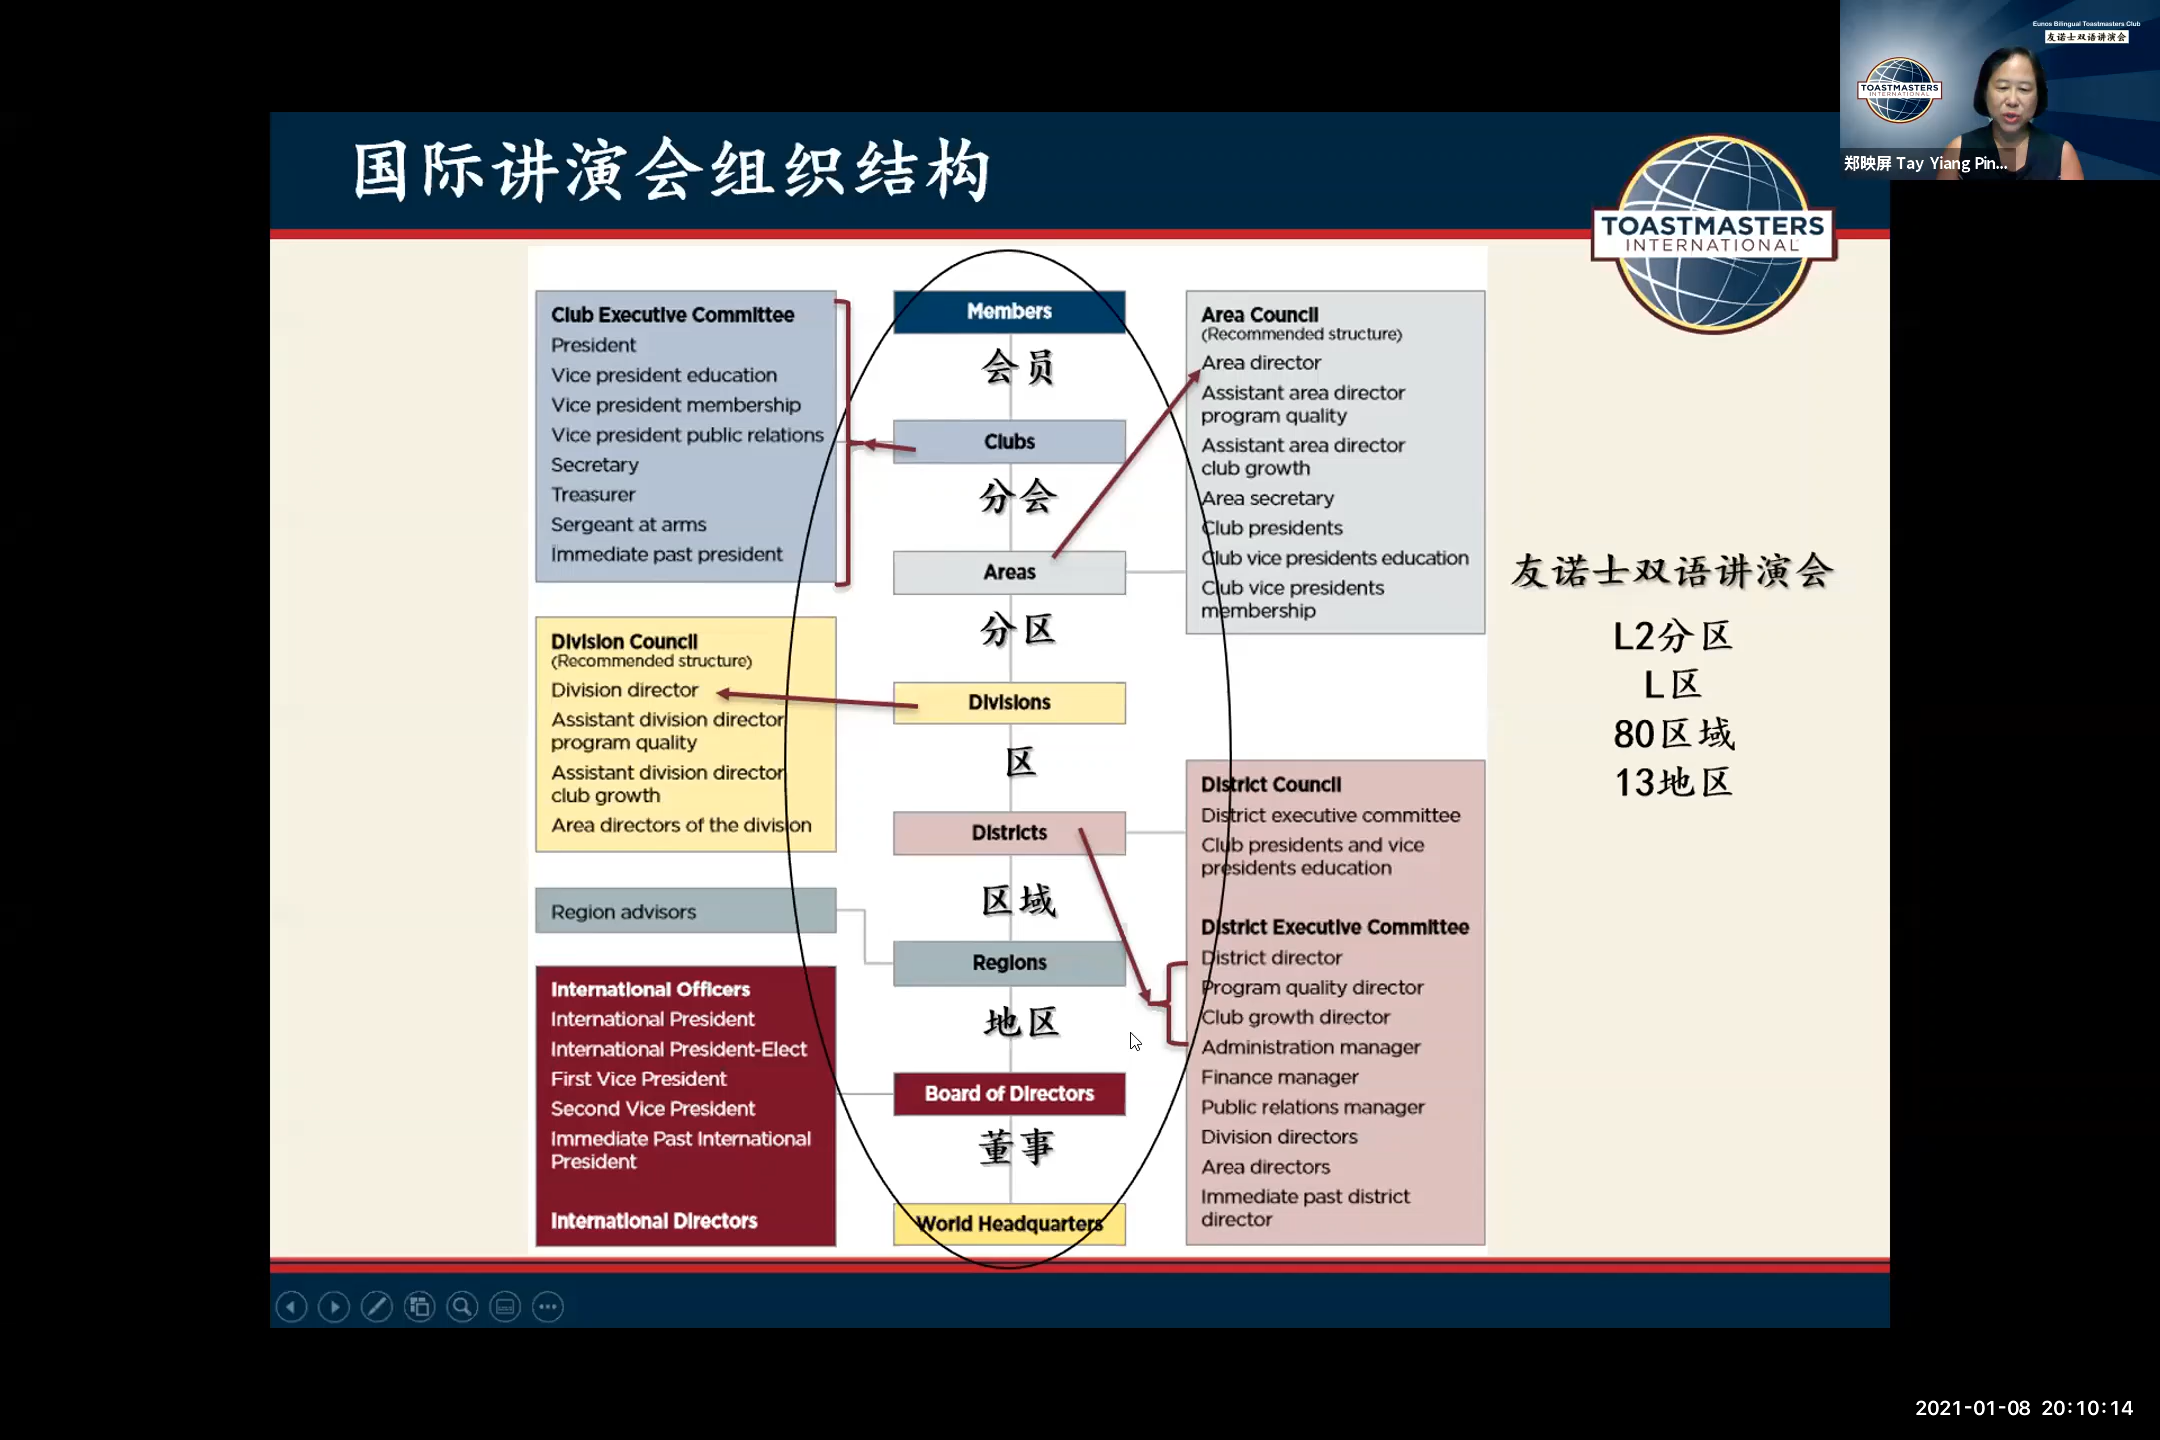 Eunos Bilingual Toastmasters Club
友诺士双语讲演会
TOASTMASTERS
INTERNATIONAL
郑映屏 Tay Yiang Pin...
国际讲演会组织结构
TOASTMASTERS
INTERNATIONAL
Club Executive Committee
President
Vice president education
Vice president membership
Vice president public relations
Secretary
Treasurer
Sergeant at arms
Immediate past president
Division Council
(Recommended structure)
Division director
Assistant division director
program quality
Assistant division director
club growth
Area directors of the division
Region advisors
International Officers
International President
International President-Elect
First Vice President
Second Vice President
Immediate Past International
President
International Directors
Members
会员
Clubs
分会
Areas
分区
Divisions
区
Districts
区域
Regions
地区
Board of Directors
董事
World Headquarters
Area Council
(Recommended structure)
Area director
Assistant area director
program quality
Assistant area director
club growth
Area secretary
Club presidents
Club vice presidents education
Club vice presidents
membership
District Council
District executive committee
Club presidents and vice
presidents education
District Executive Committee
District director
Program quality director
Club growth director
Administration manager
Finance manager
Public relations manager
Division directors
Area directors
Immediate past district
director
友诺士双语讲演会
L2分区
L区
80区域
13地区
2021-01-08 20:10:14